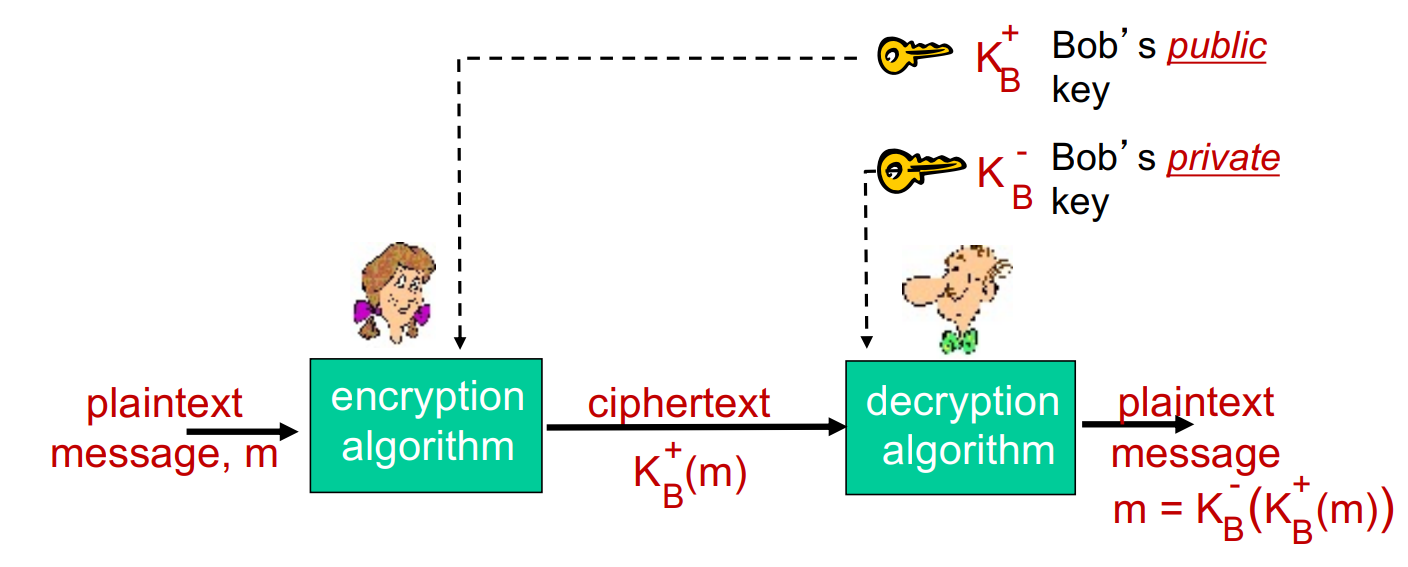 K_B^+ Bob's public
key
K_B^- Bob's private
key
plaintext
message, m
encryption
algorithm
ciphertext
K_B^+(m)
decryption
algorithm
plaintext
message
m = K_B^-(K_B^+(m))